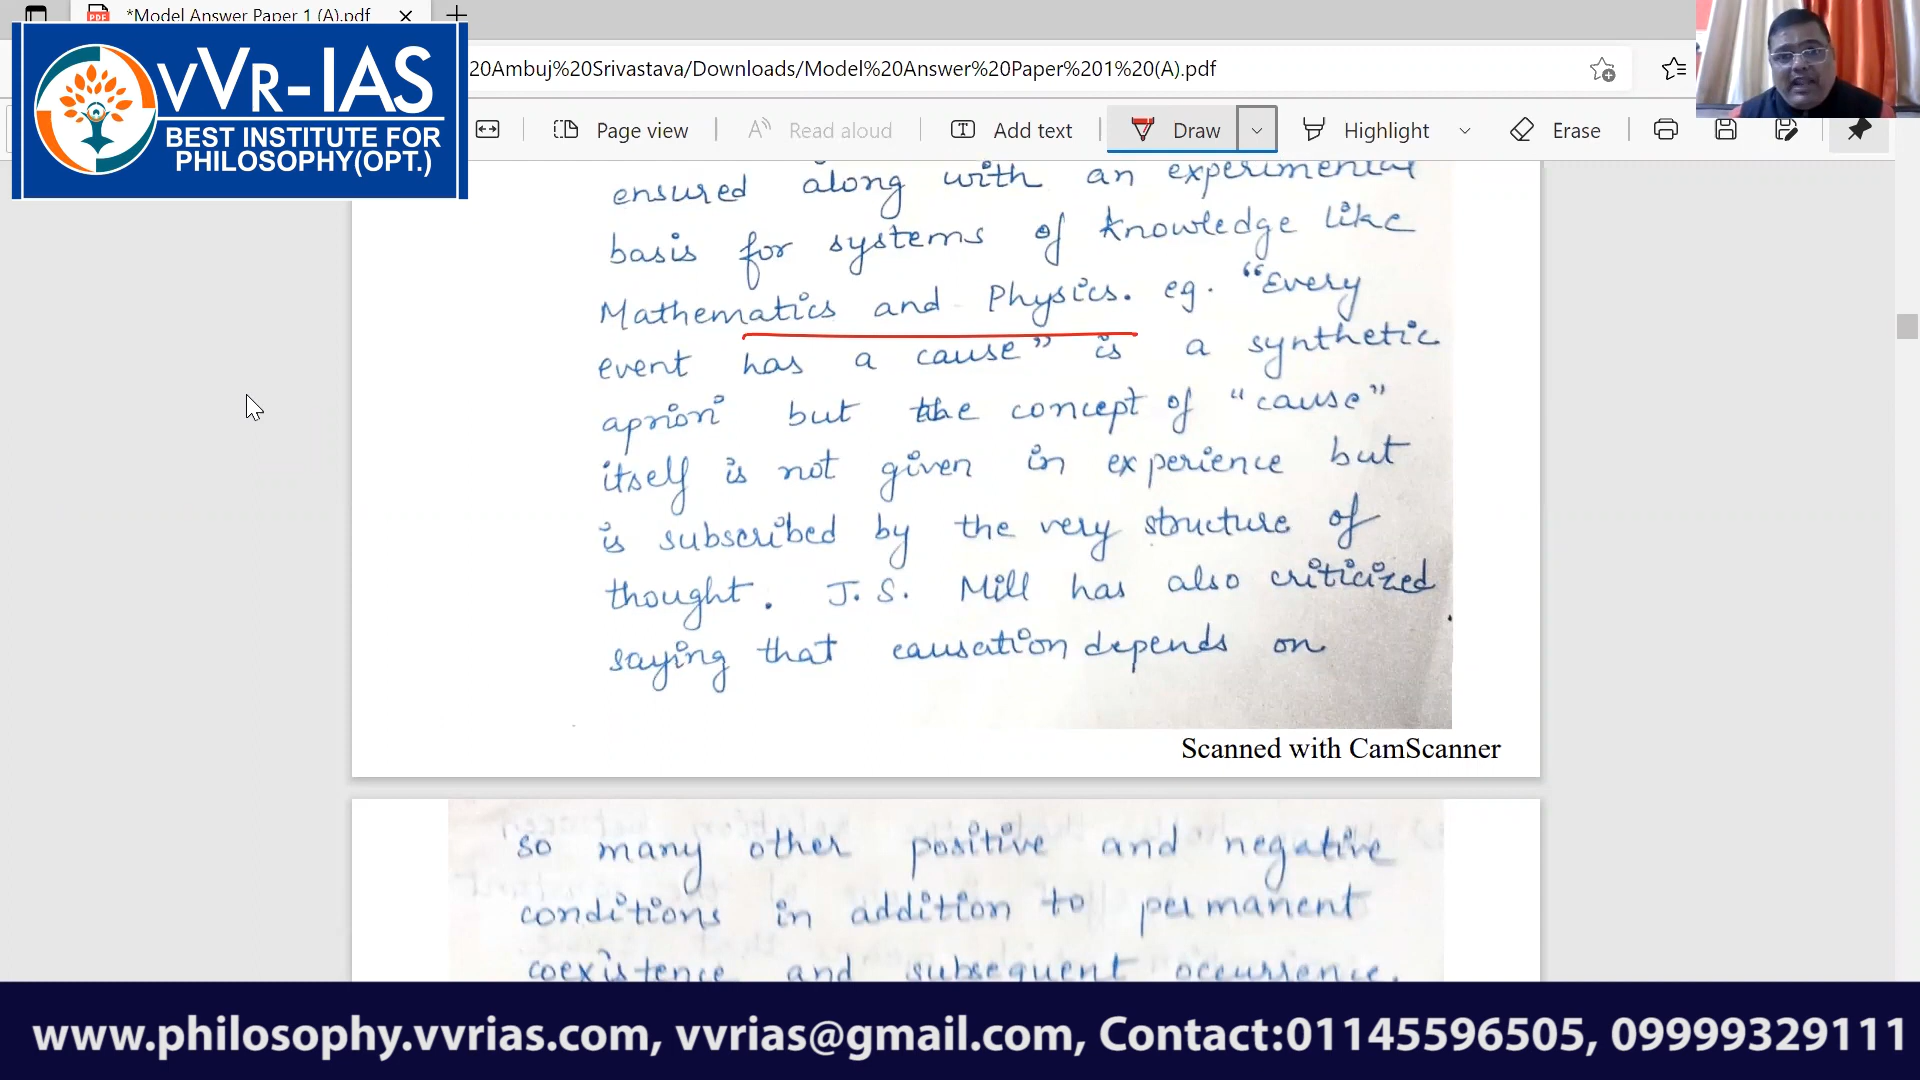 *Model Answer Paper 1 (A).pdf
vVR-IAS
BEST INSTITUTE FOR
PHILOSOPHY(OPT.)
20Ambuj%20Srivastava/Downloads/Model%20Answer%20Paper%201%20(A).pdf
Page view
Read aloud
Add text
Draw
Highlight
Erase
ensured along with an experimental
basis for systems of knowledge like
Mathematics and Physics. eg. "Every
event has a cause" is a synthetic
apriori but the concept of "cause"
itself is not given in experience but
is subscribed by the very structure of
thought. J.S. Mill has also criticized
saying that causation depends on
Scanned with CamScanner
so many other positive and negative
conditions in addition to permanent
coexistence and subsequent occurrence.
www.philosophy.vvrias.com, vvrias@gmail.com, Contact:01145596505, 09999329111